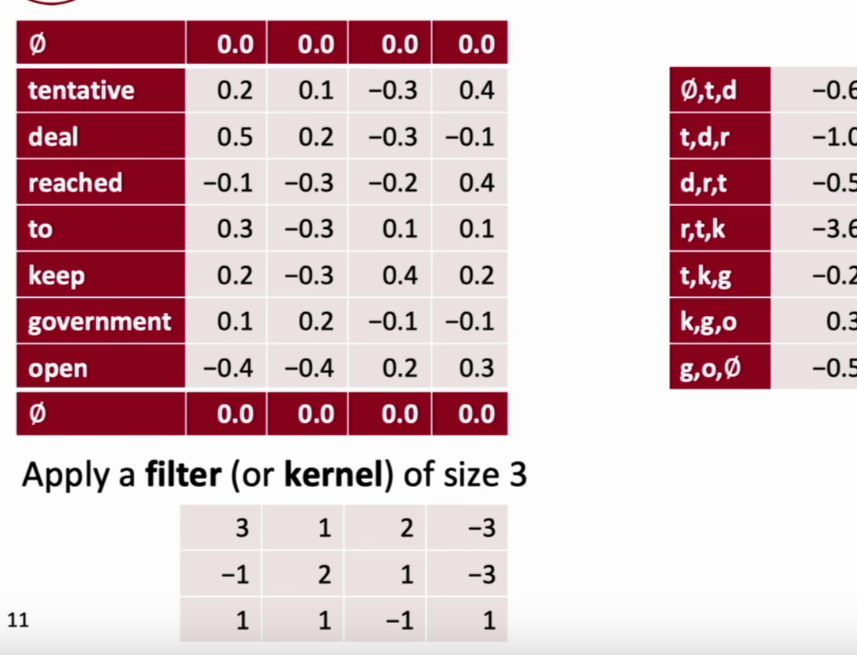 Ø 0.0 0.0 0.0 0.0
tentative 0.2 0.1 −0.3 0.4
deal 0.5 0.2 −0.3 −0.1
reached −0.1 −0.3 −0.2 0.4
to 0.3 −0.3 0.1 0.1
keep 0.2 −0.3 0.4 0.2
government 0.1 0.2 −0.1 −0.1
open −0.4 −0.4 0.2 0.3
Ø 0.0 0.0 0.0 0.0
Ø,t,d −0.6
t,d,r −1.0
d,r,t −0.5
r,t,k −3.6
t,k,g −0.2
k,g,o 0.3
g,o,Ø −0.5
Apply a filter (or kernel) of size 3
3 1 2 −3
−1 2 1 −3
1 1 −1 1
11